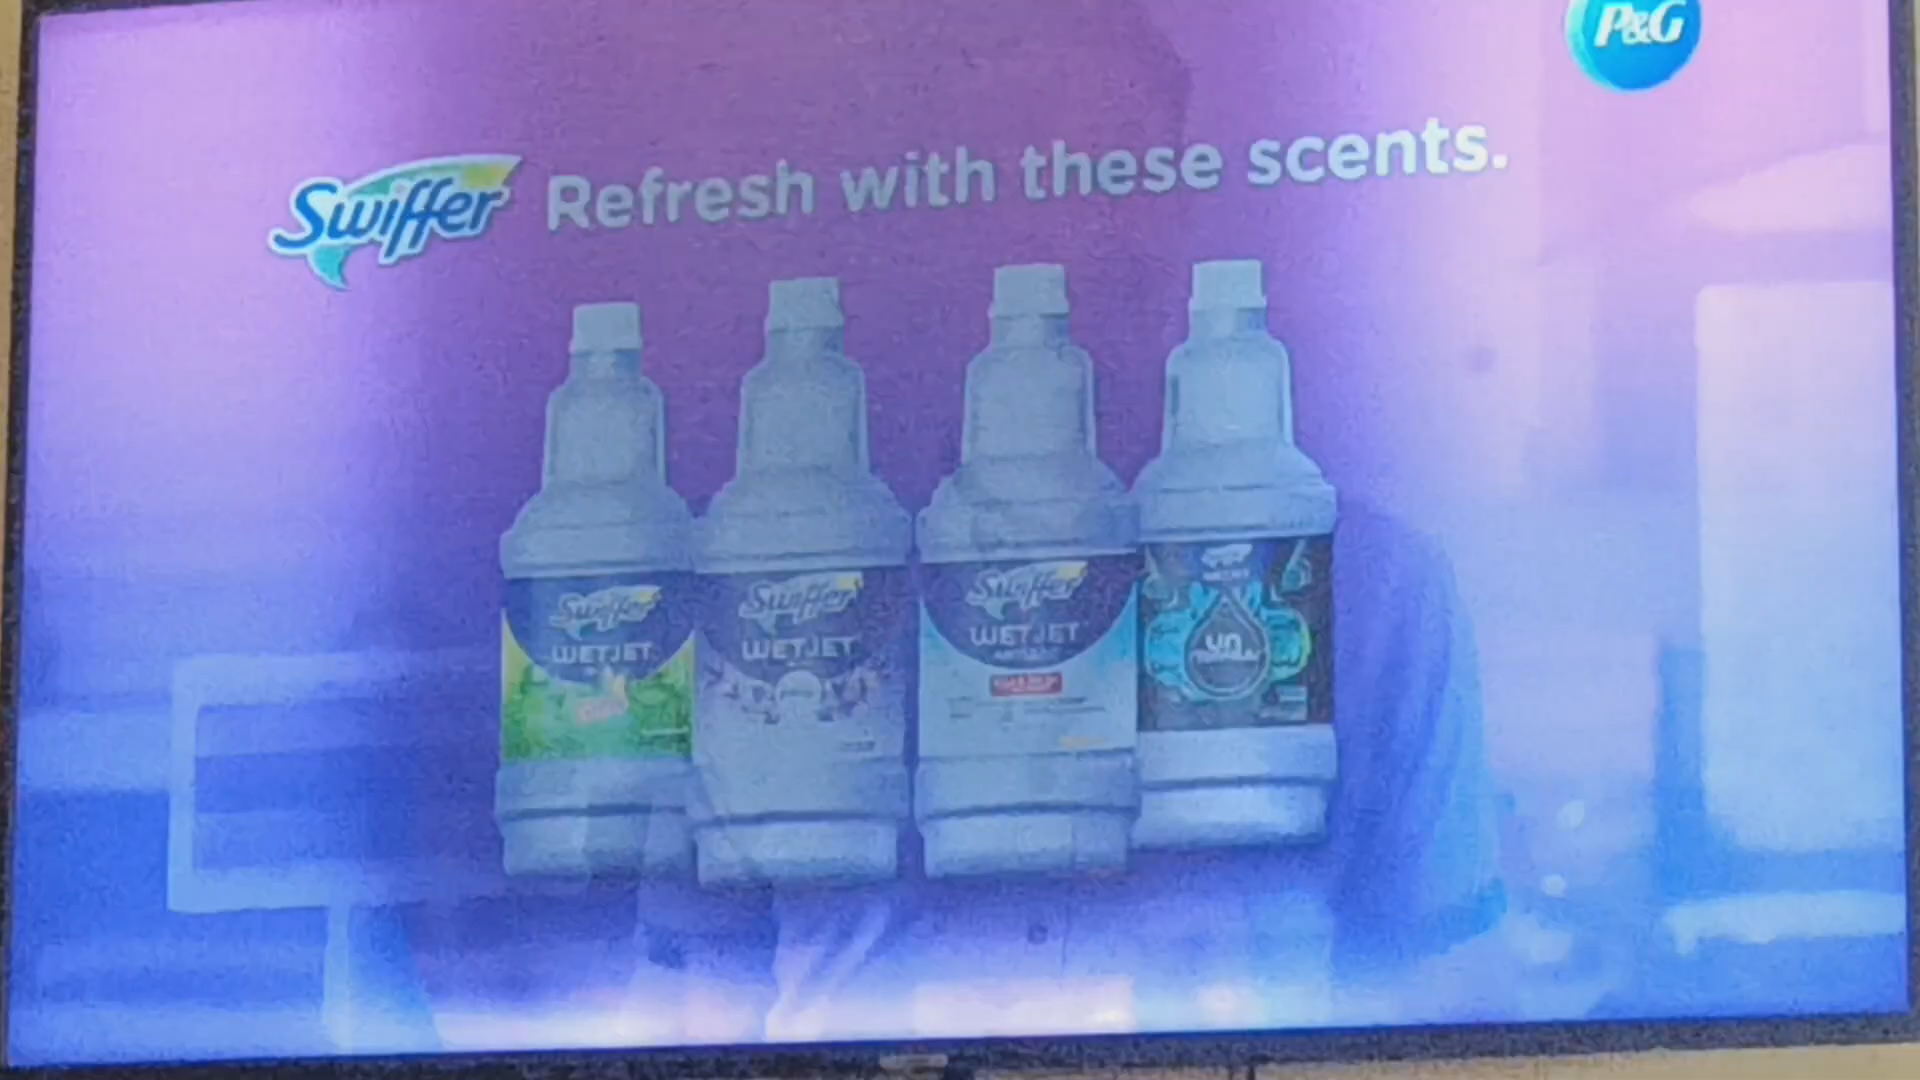 P&G
Swiffer Refresh with these scents.
Swiffer
WETJET
Swiffer
WETJET
Swiffer
WETJET